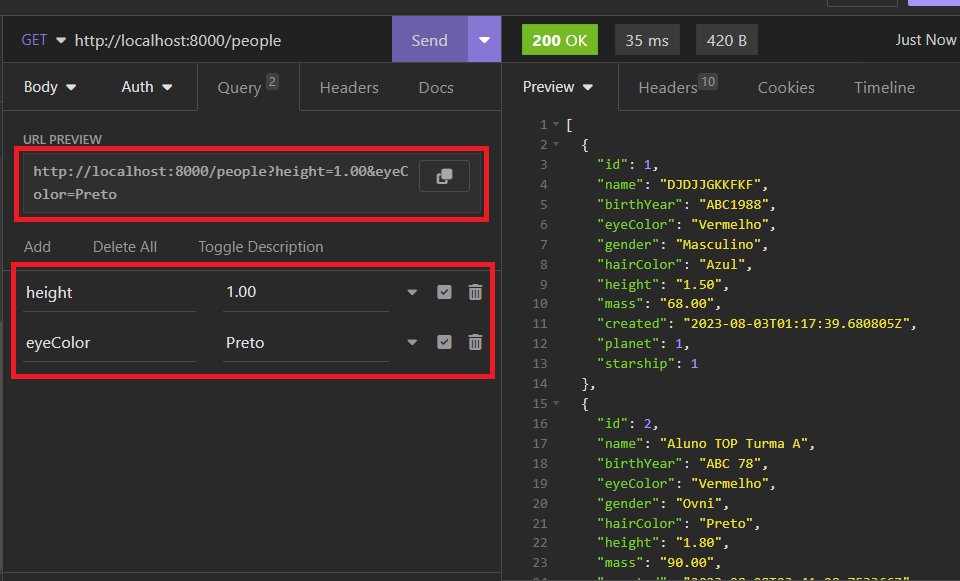 GET http://localhost:8000/people Send 200 OK 35 ms 420 B Just Now
Body Auth Query 2 Headers Docs Preview Headers 10 Cookies Timeline
URL PREVIEW
http://localhost:8000/people?height=1.00&eyeC
olor=Preto
Add Delete All Toggle Description
height 1.00
eyeColor Preto
1 [
2 {
3 "id": 1,
4 "name": "DJDJJGKKFKF",
5 "birthYear": "ABC1988",
6 "eyeColor": "Vermelho",
7 "gender": "Masculino",
8 "hairColor": "Azul",
9 "height": "1.50",
10 "mass": "68.00",
11 "created": "2023-08-03T01:17:39.680805Z",
12 "planet": 1,
13 "starship": 1
14 },
15 {
16 "id": 2,
17 "name": "Aluno TOP Turma A",
18 "birthYear": "ABC 78",
19 "eyeColor": "Vermelho",
20 "gender": "Ovni",
21 "hairColor": "Preto",
22 "height": "1.80",
23 "mass": "90.00",